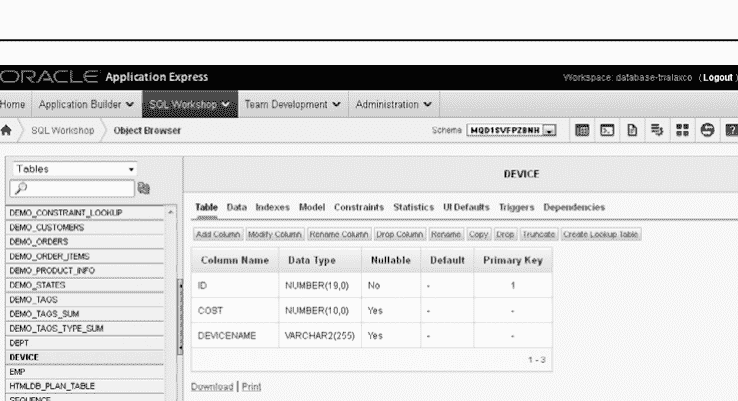 ORACLE Application Express
Workspace: database-trialaxco (Logout)
Home Application Builder SQL Workshop Team Development Administration
SQL Workshop Object Browser Schema MQD1SVFPZBNH
Tables
DEVICE
Table Data Indexes Model Constraints Statistics UI Defaults Triggers Dependencies
Add Column Modify Column Rename Column Drop Column Rename Copy Drop Truncate Create Lookup Table
DEMO_CONSTRAINT_LOOKUP
DEMO_CUSTOMERS
DEMO_ORDERS
DEMO_ORDER_ITEMS
DEMO_PRODUCT_INFO
DEMO_STATES
DEMO_TAGS
DEMO_TAGS_SUM
DEMO_TAGS_TYPE_SUM
DEPT
DEVICE
EMP
HTMLDB_PLAN_TABLE
SEQUENCE
Column Name Data Type Nullable Default Primary Key
ID NUMBER(19,0) No - 1
COST NUMBER(10,0) Yes - -
DEVICENAME VARCHAR2(255) Yes - -
1 - 3
Download | Print